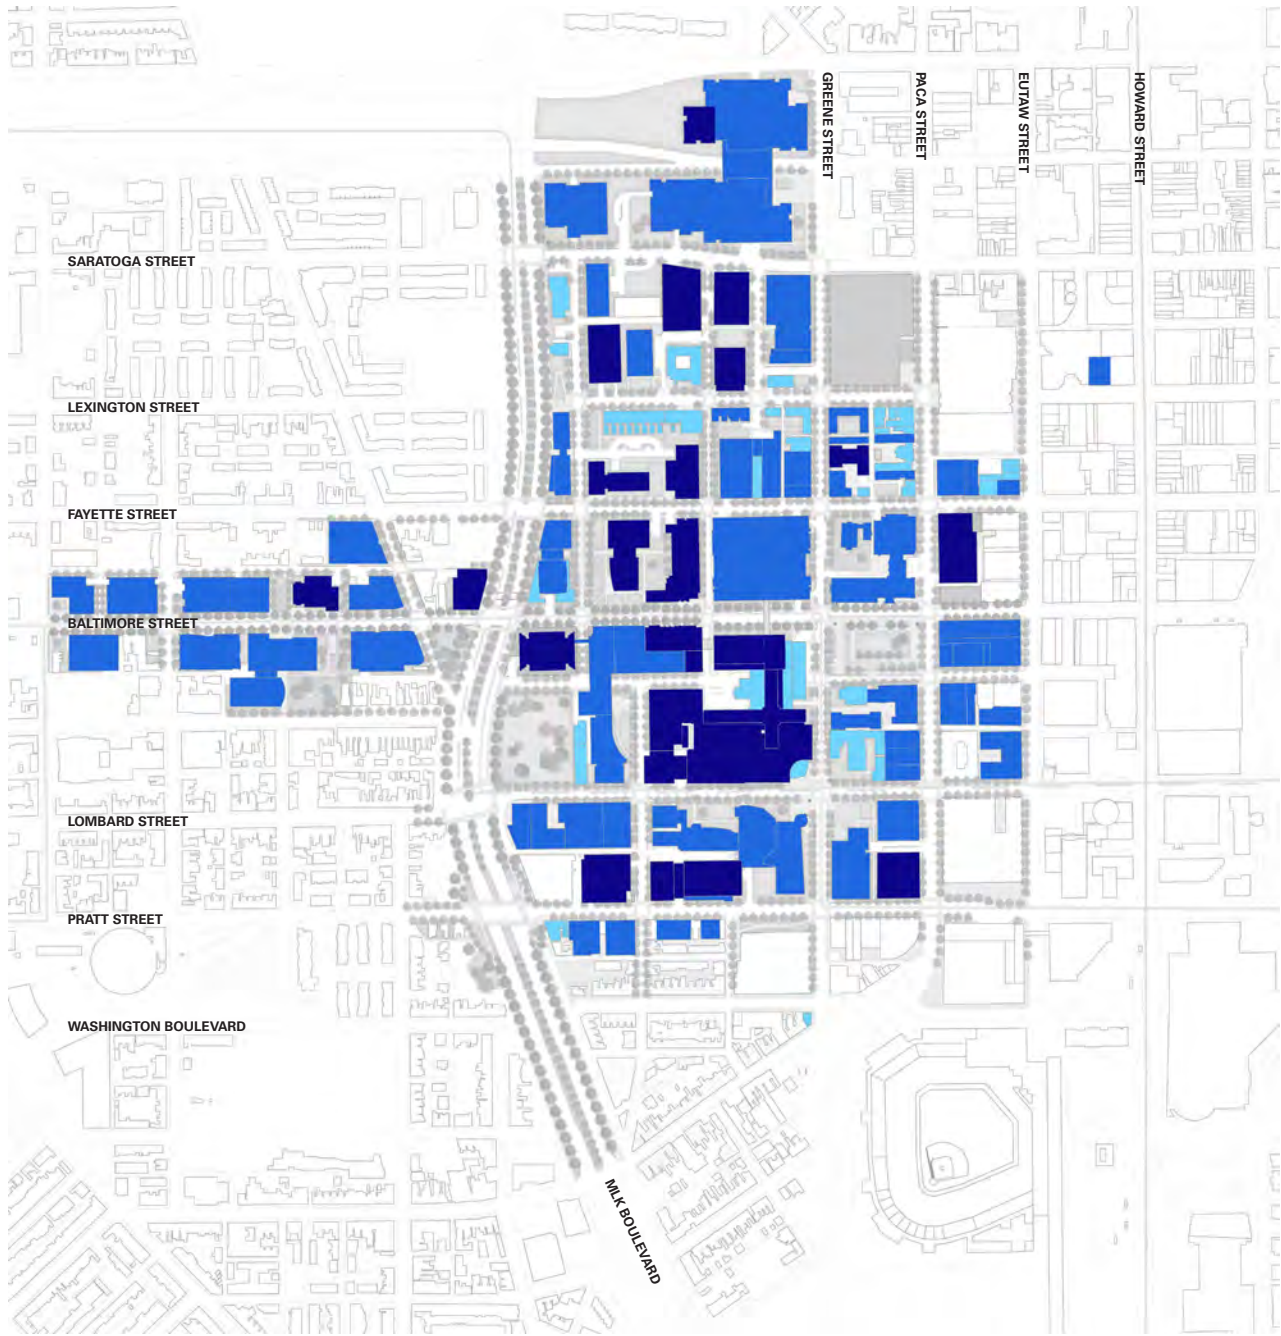 GREENE STREET
PACA STREET
EUTAW STREET
HOWARD STREET
SARATOGA STREET
LEXINGTON STREET
FAYETTE STREET
BALTIMORE STREET
LOMBARD STREET
PRATT STREET
WASHINGTON BOULEVARD
MLK BOULEVARD